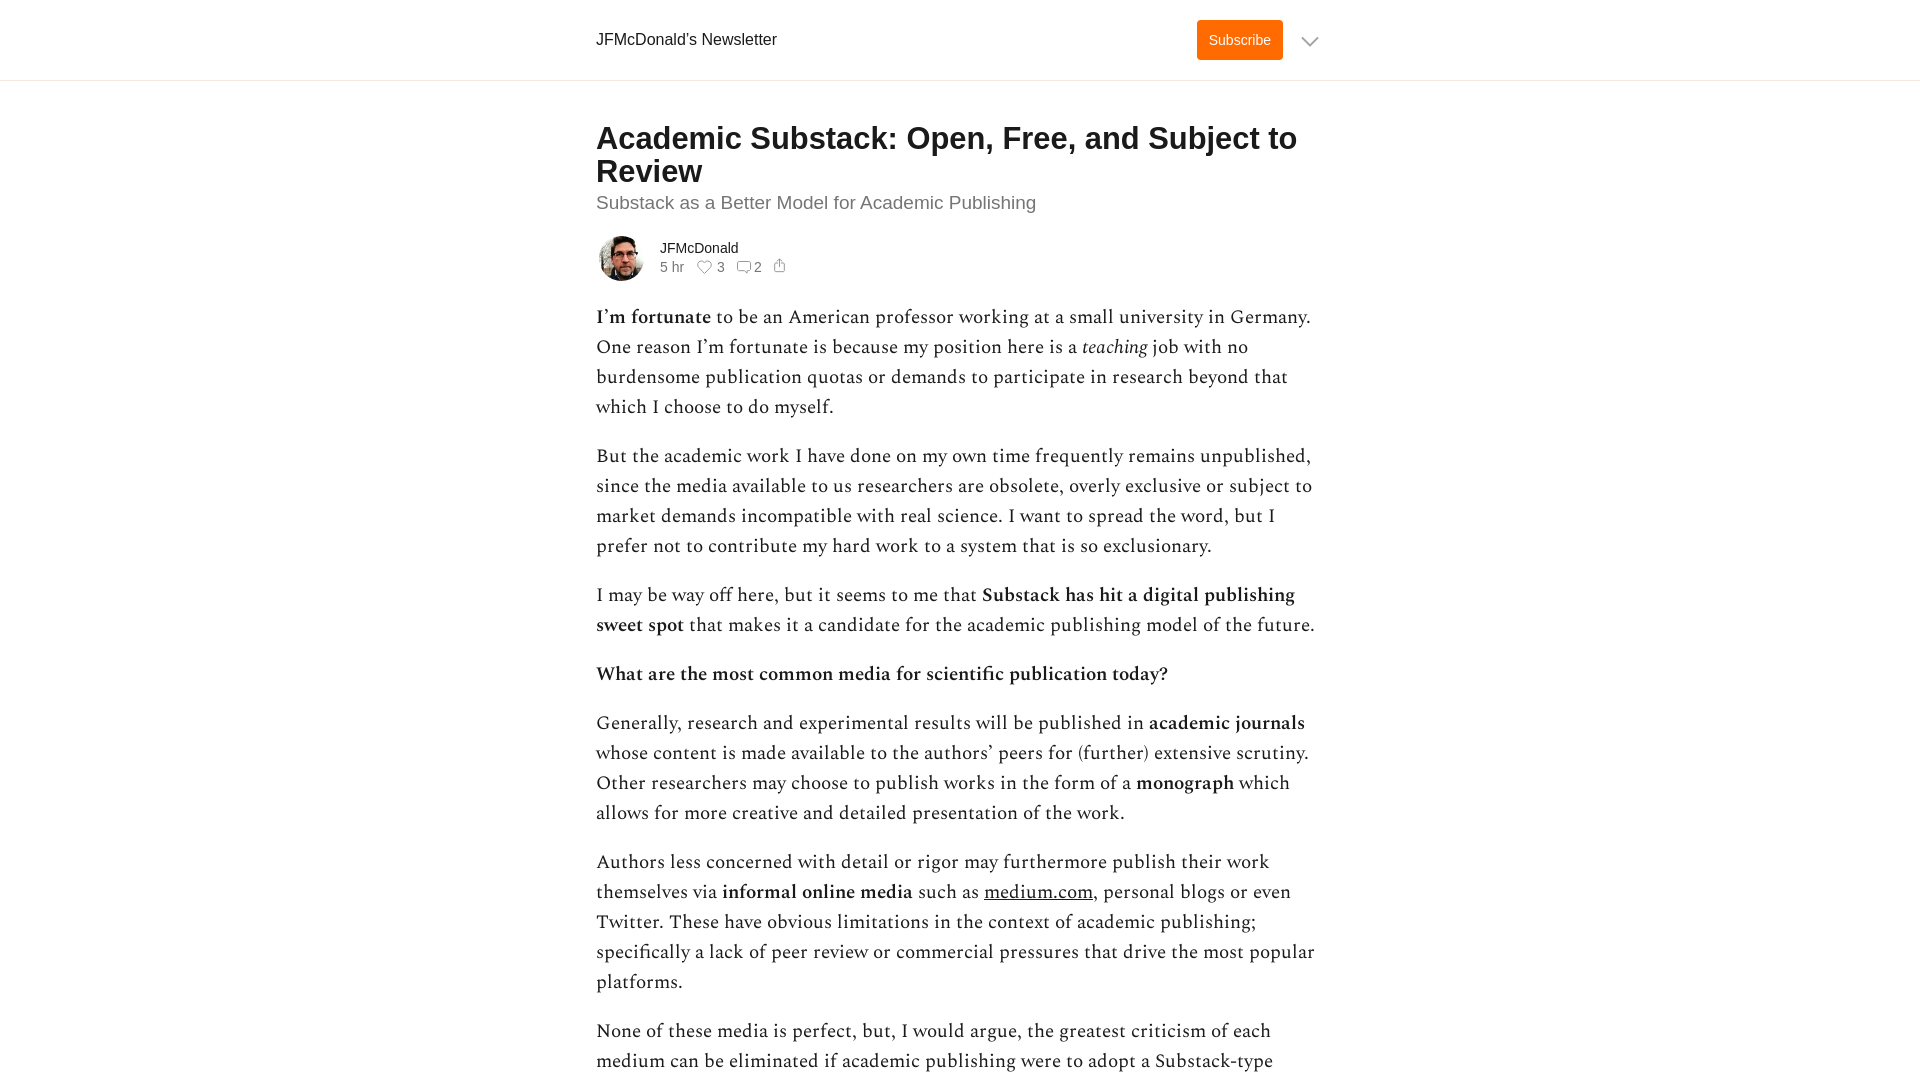 JFMcDonald’s Newsletter
Subscribe
Academic Substack: Open, Free, and Subject to
Review
Substack as a Better Model for Academic Publishing
JFMcDonald
5 hr 3 2
I’m fortunate to be an American professor working at a small university in Germany.
One reason I’m fortunate is because my position here is a teaching job with no
burdensome publication quotas or demands to participate in research beyond that
which I choose to do myself.
But the academic work I have done on my own time frequently remains unpublished,
since the media available to us researchers are obsolete, overly exclusive or subject to
market demands incompatible with real science. I want to spread the word, but I
prefer not to contribute my hard work to a system that is so exclusionary.
I may be way off here, but it seems to me that Substack has hit a digital publishing
sweet spot that makes it a candidate for the academic publishing model of the future.
What are the most common media for scientific publication today?
Generally, research and experimental results will be published in academic journals
whose content is made available to the authors’ peers for (further) extensive scrutiny.
Other researchers may choose to publish works in the form of a monograph which
allows for more creative and detailed presentation of the work.
Authors less concerned with detail or rigor may furthermore publish their work
themselves via informal online media such as medium.com, personal blogs or even
Twitter. These have obvious limitations in the context of academic publishing;
specifically a lack of peer review or commercial pressures that drive the most popular
platforms.
None of these media is perfect, but, I would argue, the greatest criticism of each
medium can be eliminated if academic publishing were to adopt a Substack-type